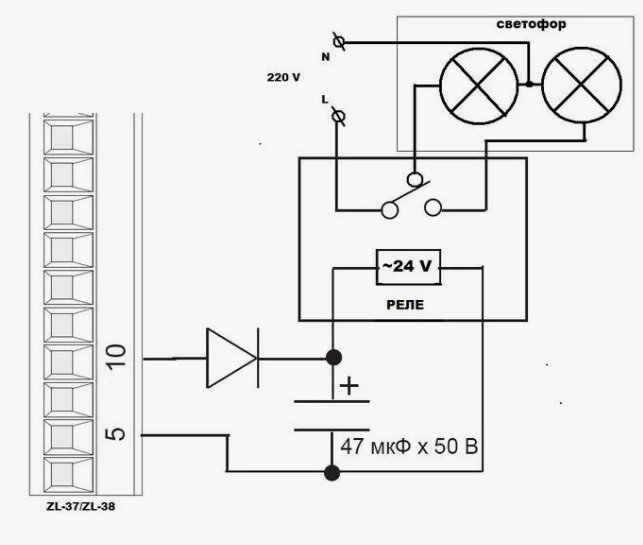 светофор
N
220 V
L
~24 V
РЕЛЕ
10
+
5
47 мкФ x 50 В
ZL-37/ZL-38